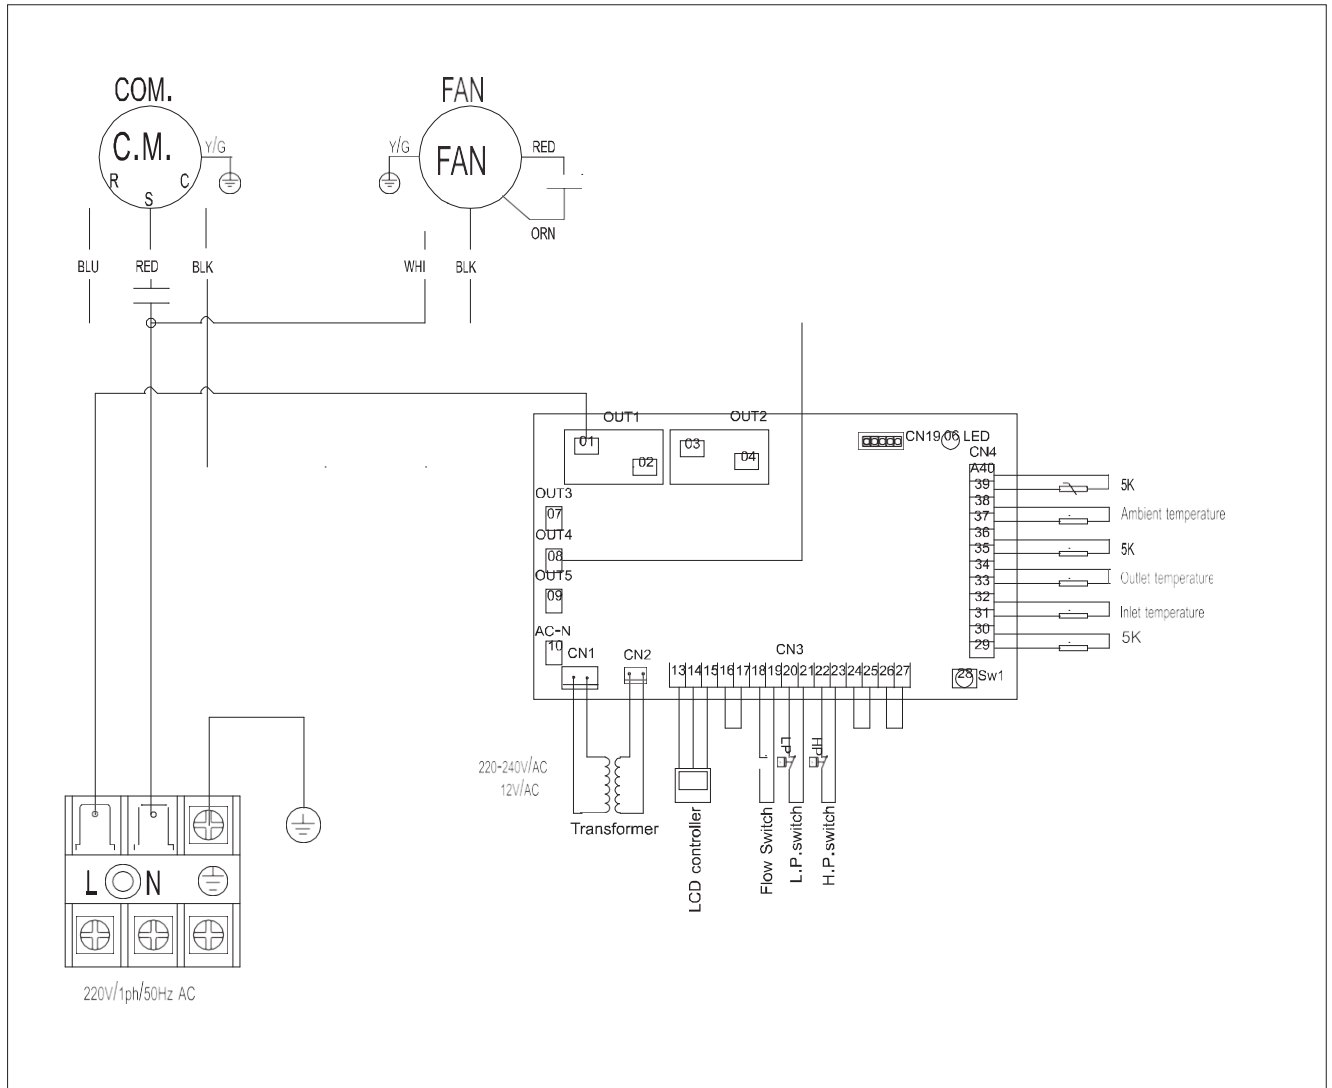 COM.
FAN
C.M.
R
S
C
Y/G
Y/G
FAN
RED
ORN
BLU
RED
BLK
WHI
BLK
OUT1
OUT2
01
02
03
04
CN19
06
LED
CN4
A40
39
38
37
36
35
34
33
32
31
30
29
5K
Ambient temperature
5K
Outlet temperature
Inlet temperature
5K
OUT3
07
OUT4
08
OUT5
09
AC-N
10
CN1
CN2
CN3
13 14 15 16 17 18 19 20 21 22 23 24 25 26 27
28
Sw1
LP
HP
220-240V/AC
12V/AC
Transformer
LCD controller
Flow Switch
L.P.switch
H.P.switch
L
N
220V/1ph/50Hz AC